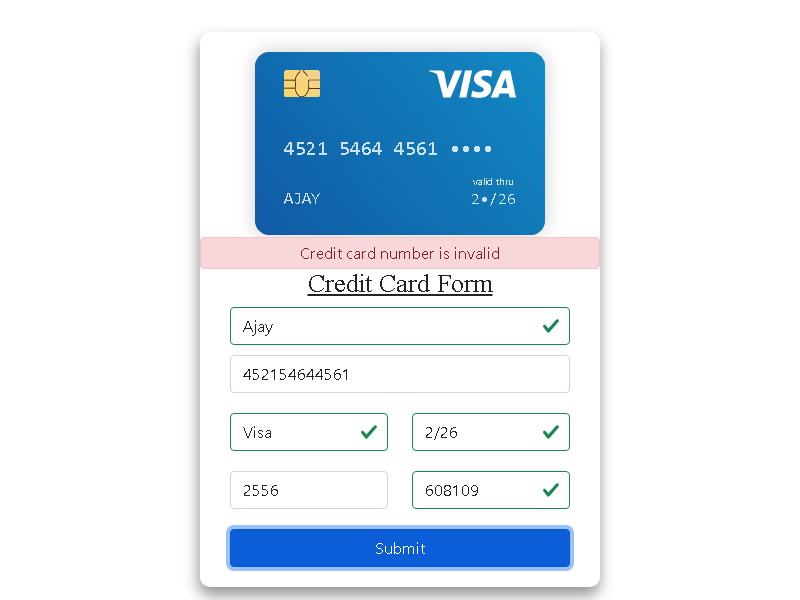 VISA
4521 5464 4561 ••••
valid thru
AJAY 2•/26
Credit card number is invalid
Credit Card Form
Ajay
452154644561
Visa 2/26
2556 608109
Submit